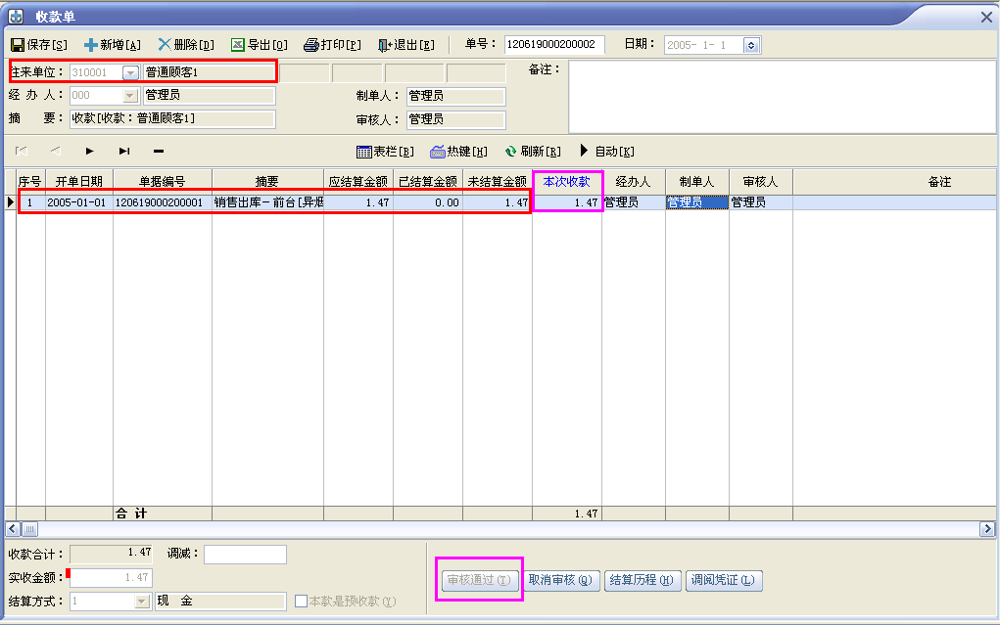 收款单
保存[S] 新增[A] 删除[D] 导出[O] 打印[P] 退出[E] 单号： 120619000200002 日期： 2005- 1- 1
往来单位： 310001 普通顾客1 备注：
经 办 人： 000 管理员 制单人： 管理员
摘 要： 收款[收款：普通顾客1] 审核人： 管理员
表栏[B] 热键[H] 刷新[R] 自动[K]
序号 开单日期 单据编号 摘要 应结算金额 已结算金额 未结算金额 本次收款 经办人 制单人 审核人 备注
1 2005-01-01 120619000200001 销售出库－前台[异烟 1.47 0.00 1.47 1.47 管理员 管理员 管理员
合 计 1.47
收款合计： 1.47 调减：
实收金额： 1.47 审核通过(T) 取消审核(Q) 结算历程(H) 调阅凭证(L)
结算方式： 1 现 金 本款是预收款(Y)